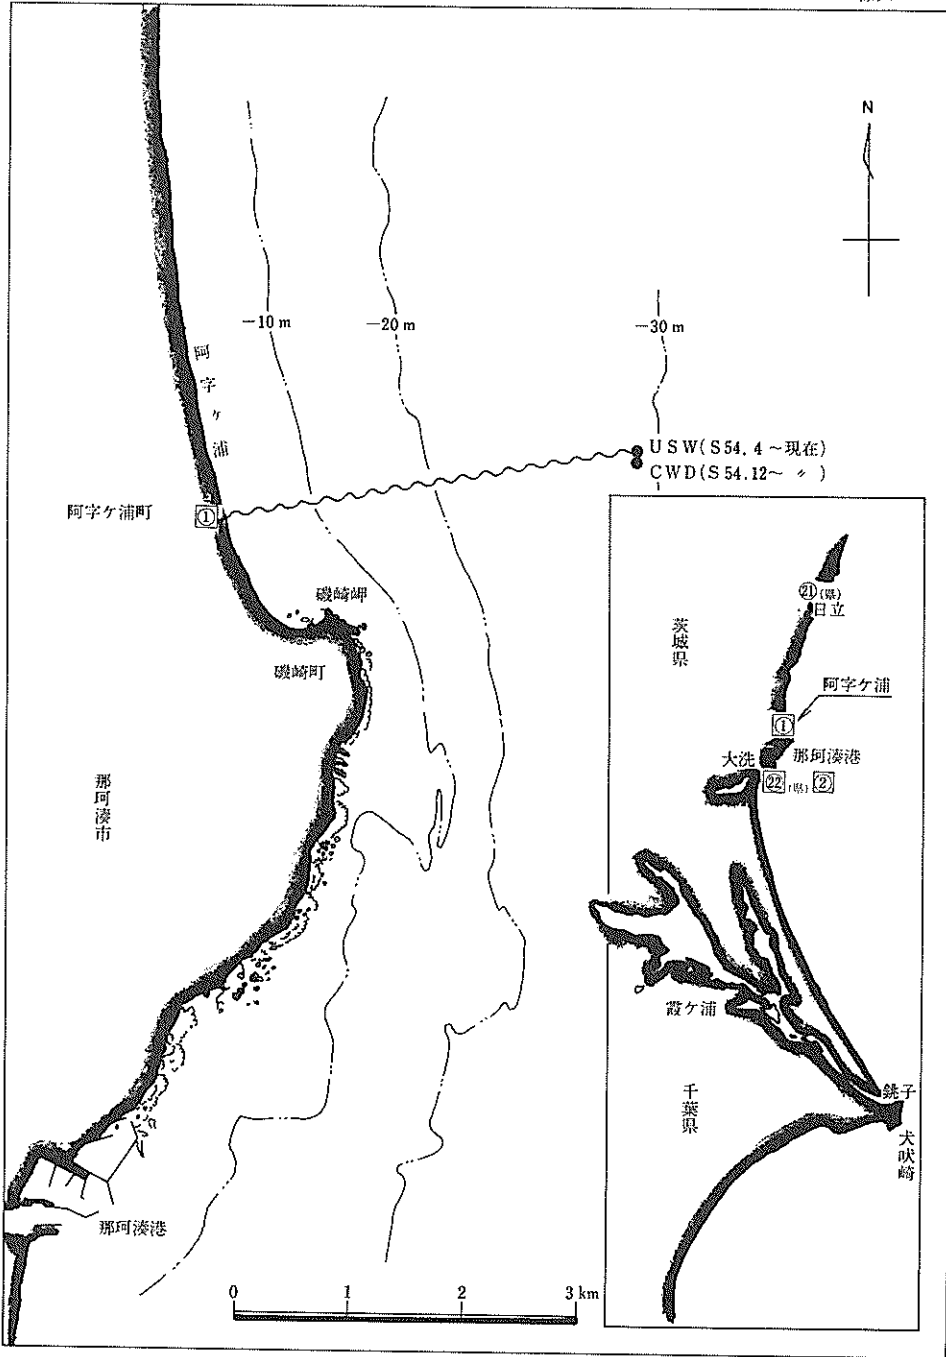 N
-10 m
-20 m
-30 m
阿字ヶ浦
USW(S54. 4～現在)
CWD(S54.12～ 〃 )
阿字ケ浦町
①
磯崎岬
磯崎町
那珂湊市
那珂湊港
0 1 2 3 km
㉑(県)
日立
茨城県
阿字ケ浦
①
大洗
那珂湊港
㉒(県) ②
霞ケ浦
千葉県
銚子
犬吠崎